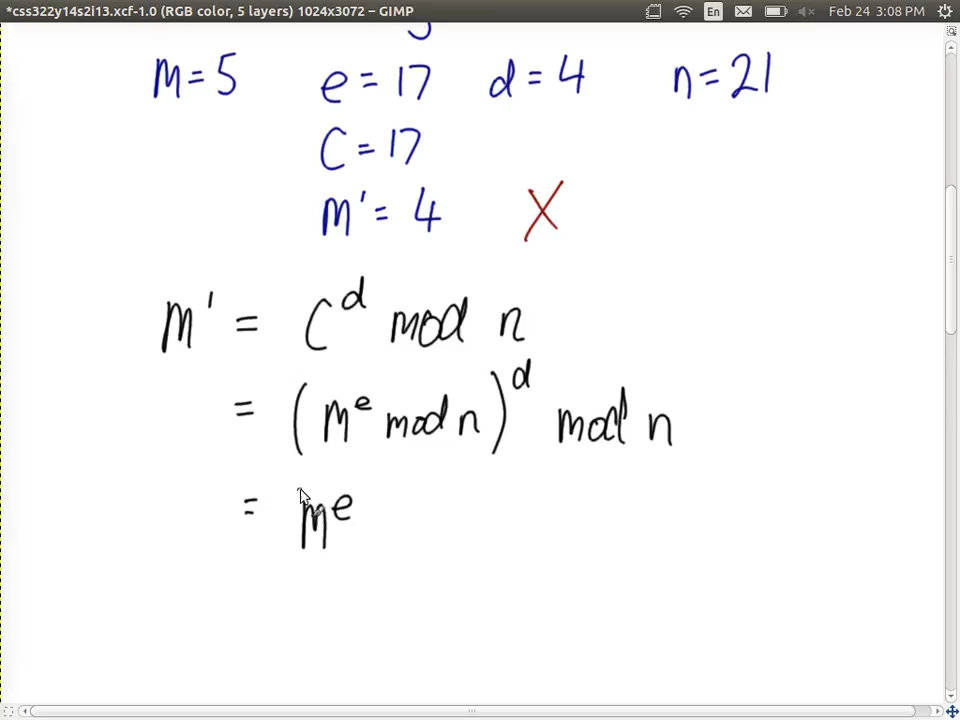 *css322y14s2i13.xcf-1.0 (RGB color, 5 layers) 1024x3072 – GIMP En Feb 24 3:08 PM
M = 5 e = 17 d = 4 n = 21
C = 17
M' = 4 X
M' = C^d mod n
= (M^e mod n)^d mod n
= M^e